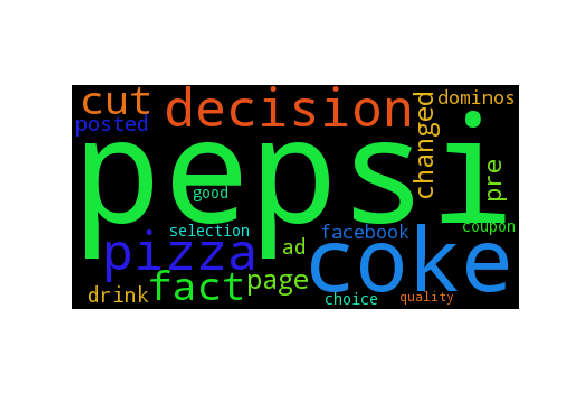 cut decision changed dominos
posted
pepsi
good
pre
selection facebook coupon
pizza ad coke
fact page
drink choice quality